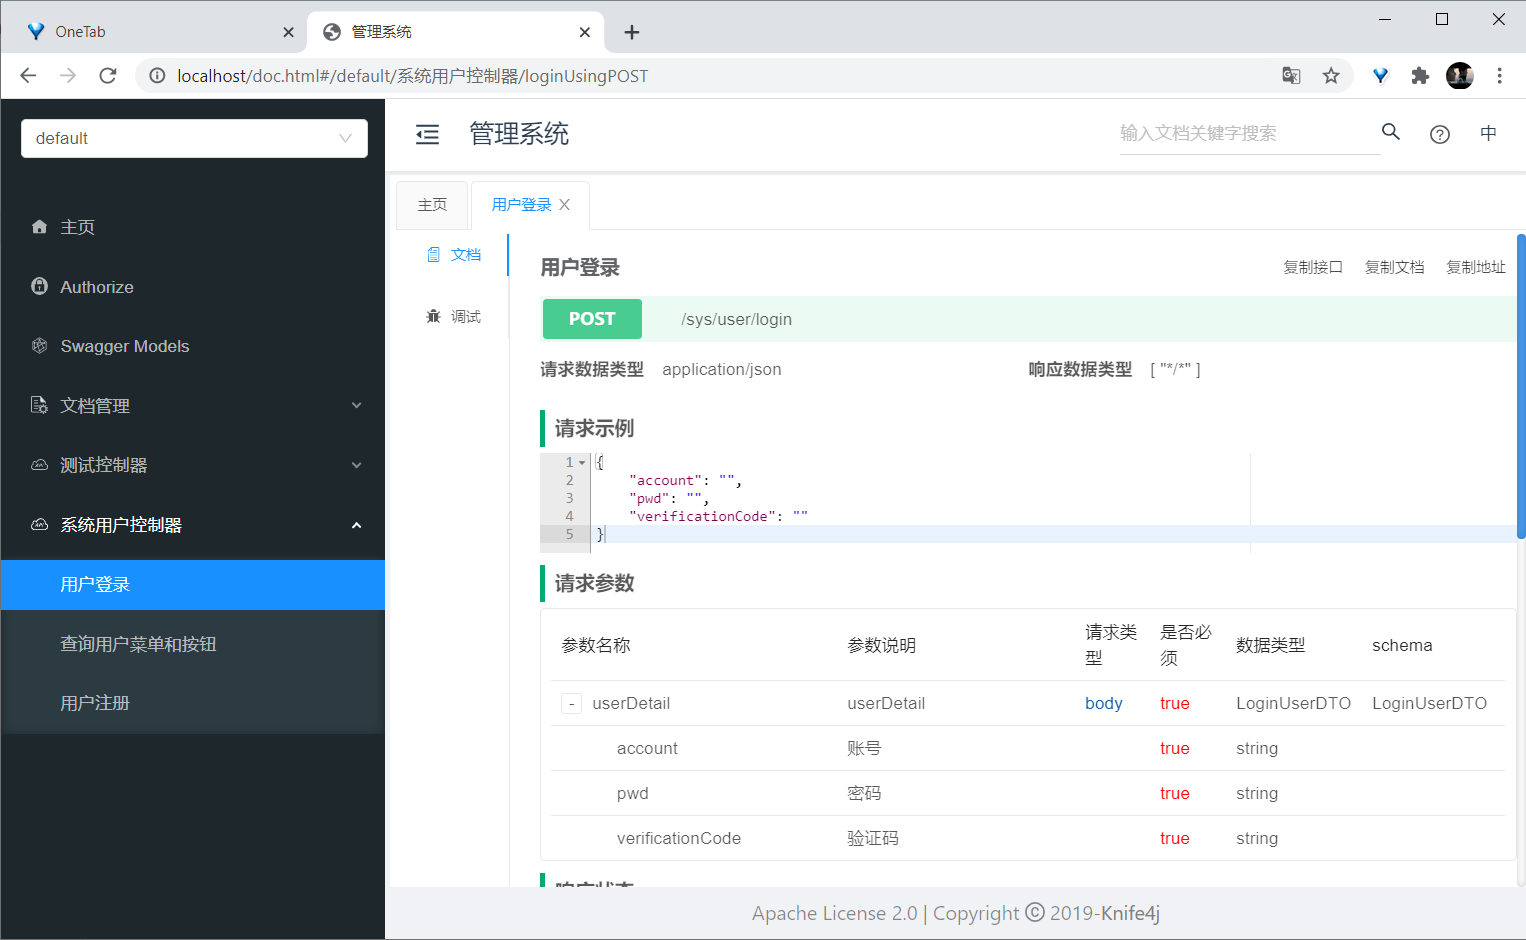 OneTab
管理系统
localhost/doc.html#/default/系统用户控制器/loginUsingPOST
default
管理系统
输入文档关键字搜索
中
主页
Authorize
Swagger Models
文档管理
测试控制器
系统用户控制器
用户登录
查询用户菜单和按钮
用户注册
主页
用户登录
文档
调试
用户登录
复制接口 复制文档 复制地址
POST /sys/user/login
请求数据类型 application/json 响应数据类型 [ "*/*" ]
请求示例
1 {
2 "account": "",
3 "pwd": "",
4 "verificationCode": ""
5 }
请求参数
参数名称 参数说明 请求类型 是否必须 数据类型 schema
- userDetail userDetail body true LoginUserDTO LoginUserDTO
account 账号 true string
pwd 密码 true string
verificationCode 验证码 true string
响应状态
Apache License 2.0 | Copyright © 2019-Knife4j